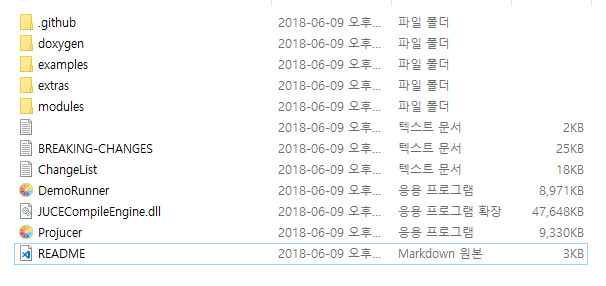 .github 2018-06-09 오후... 파일 폴더
doxygen 2018-06-09 오후... 파일 폴더
examples 2018-06-09 오후... 파일 폴더
extras 2018-06-09 오후... 파일 폴더
modules 2018-06-09 오후... 파일 폴더
2018-06-09 오후... 텍스트 문서 2KB
BREAKING-CHANGES 2018-06-09 오후... 텍스트 문서 25KB
ChangeList 2018-06-09 오후... 텍스트 문서 18KB
DemoRunner 2018-06-09 오후... 응용 프로그램 8,971KB
JUCECompileEngine.dll 2018-06-09 오후... 응용 프로그램 확장 47,648KB
Projucer 2018-06-09 오후... 응용 프로그램 9,330KB
README 2018-06-09 오후... Markdown 원본 3KB